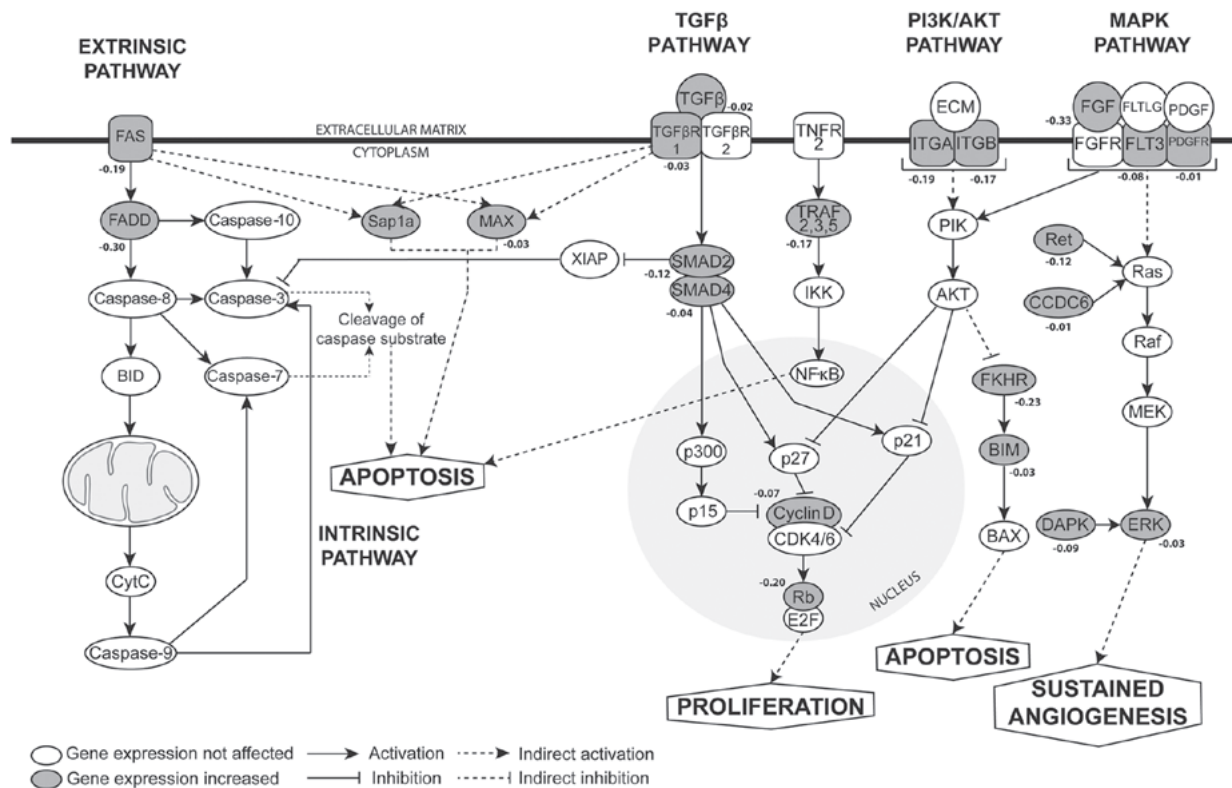 EXTRINSIC
PATHWAY
TGFβ
PATHWAY
PI3K/AKT
PATHWAY
MAPK
PATHWAY
EXTRACELLULAR MATRIX
CYTOPLASM
FAS
-0.19
FADD
-0.30
Caspase-10
Caspase-8
Caspase-3
Caspase-7
BID
CytC
Caspase-9
Cleavage of
caspase substrate
Sap1a
MAX
-0.03
XIAP
APOPTOSIS
INTRINSIC
PATHWAY
TGFβ
-0.02
TGFβR
1
TGFβR
2
-0.03
SMAD2
-0.12
SMAD4
-0.04
p300
p15
p27
p21
-0.07
Cyclin D
CDK4/6
-0.20
Rb
E2F
NUCLEUS
PROLIFERATION
TNFR
2
TRAF
2,3,5
-0.17
IKK
NFκB
ECM
ITGA
ITGB
-0.19
-0.17
PIK
AKT
FKHR
-0.23
BIM
-0.03
BAX
APOPTOSIS
-0.33
FGF
FLTLG
PDGF
FGFR
FLT3
PDGFR
-0.08
-0.01
Ret
-0.12
CCDC6
-0.01
Ras
Raf
MEK
DAPK
-0.09
ERK
-0.03
SUSTAINED
ANGIOGENESIS
Gene expression not affected
Activation
Indirect activation
Gene expression increased
Inhibition
Indirect inhibition